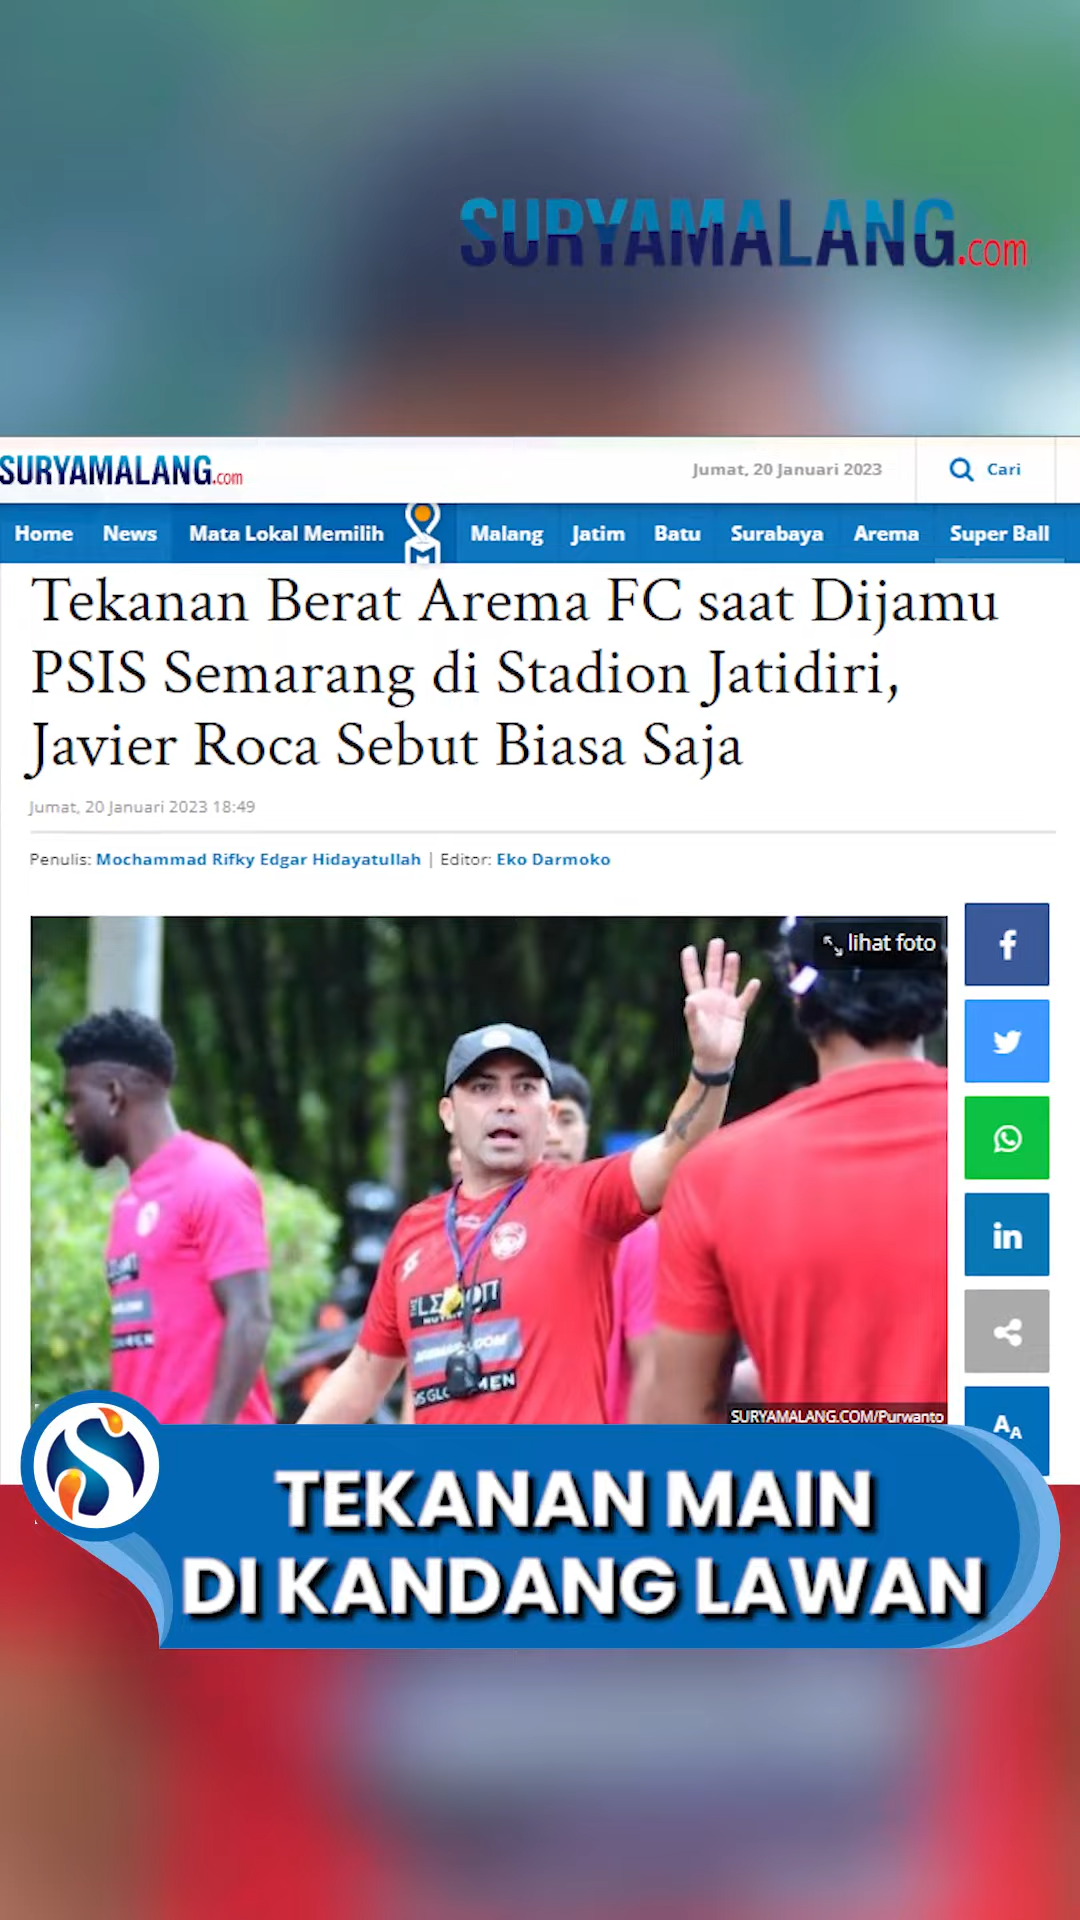 SURYAMALANG.com
SURYAMALANG.com
Jumat, 20 Januari 2023
Cari
Home News Mata Lokal Memilih M Malang Jatim Batu Surabaya Arema Super Ball
Tekanan Berat Arema FC saat Dijamu
PSIS Semarang di Stadion Jatidiri,
Javier Roca Sebut Biasa Saja
Jumat, 20 Januari 2023 18:49
Penulis: Mochammad Rifky Edgar Hidayatullah | Editor: Eko Darmoko
lihat foto
f
in
THE
SURYAMALANG.COM/Purwanto
AA
TEKANAN MAIN
DI KANDANG LAWAN